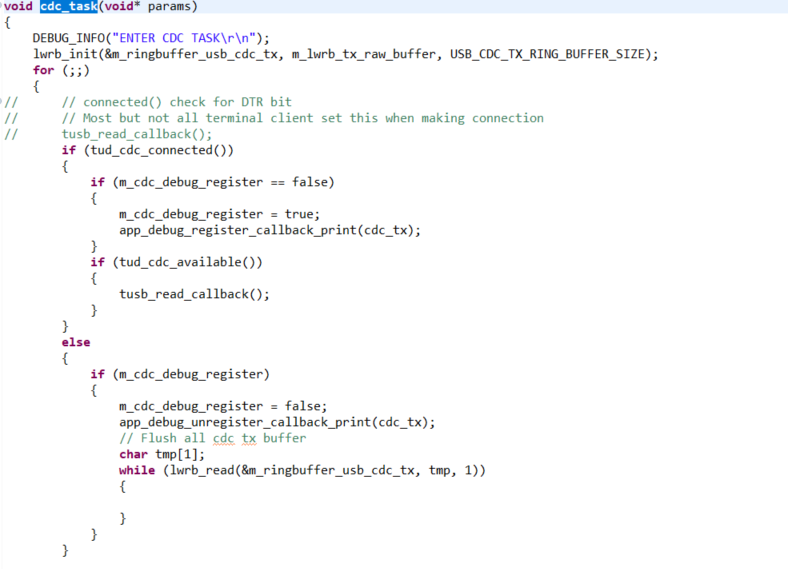 void cdc_task(void* params)
{
    DEBUG_INFO("ENTER CDC TASK\r\n");
    lwrb_init(&m_ringbuffer_usb_cdc_tx, m_lwrb_tx_raw_buffer, USB_CDC_TX_RING_BUFFER_SIZE);
    for (;;)
    {
//      // connected() check for DTR bit
//      // Most but not all terminal client set this when making connection
//      tusb_read_callback();
        if (tud_cdc_connected())
        {
            if (m_cdc_debug_register == false)
            {
                m_cdc_debug_register = true;
                app_debug_register_callback_print(cdc_tx);
            }
            if (tud_cdc_available())
            {
                tusb_read_callback();
            }
        }
        else
        {
            if (m_cdc_debug_register)
            {
                m_cdc_debug_register = false;
                app_debug_unregister_callback_print(cdc_tx);
                // Flush all cdc tx buffer
                char tmp[1];
                while (lwrb_read(&m_ringbuffer_usb_cdc_tx, tmp, 1))
                {

                }
            }
        }